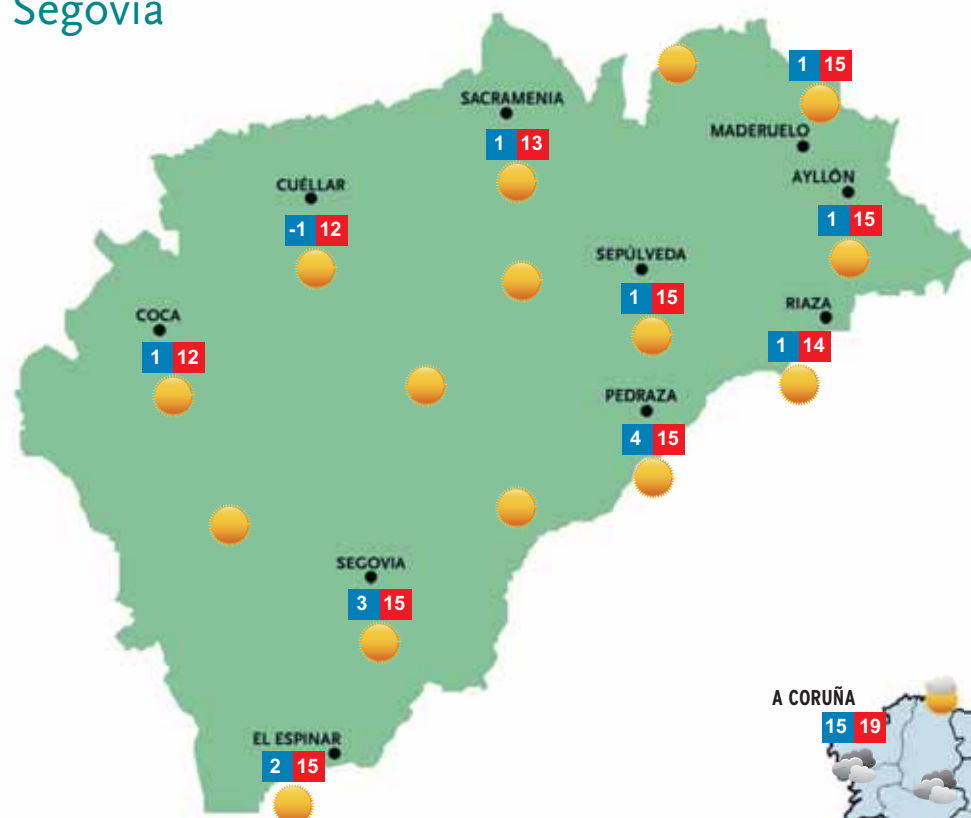 Segovia
1 15
SACRAMENIA
1 13
MADERUELO
CUÉLLAR
-1 12
AYLLÓN
1 15
SEPÚLVEDA
1 15
RIAZA
1 14
COCA
1 12
PEDRAZA
4 15
SEGOVIA
3 15
A CORUÑA
15 19
EL ESPINAR
2 15